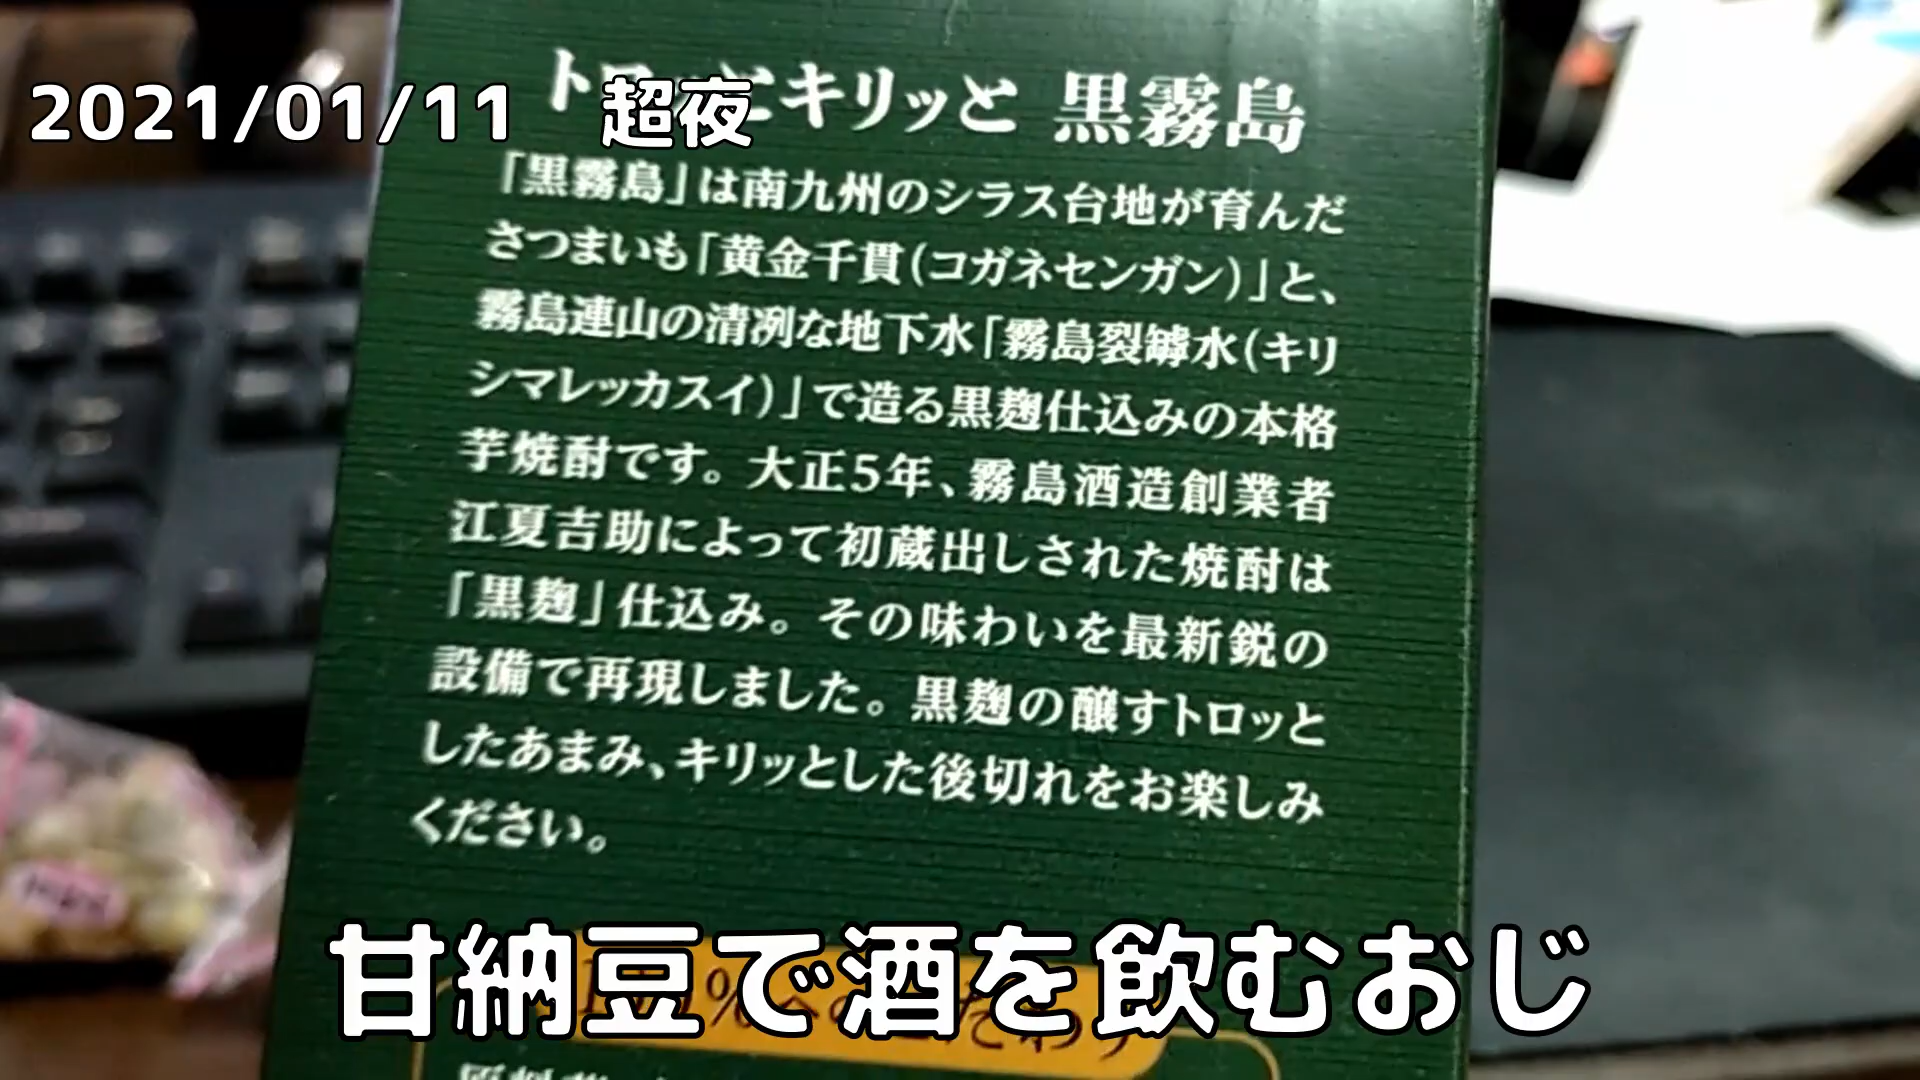 2021/01/11 超夜
トロッとキリッと 黒霧島
「黒霧島」は南九州のシラス台地が育んだ
さつまいも「黄金千貫(コガネセンガン)」と、
霧島連山の清冽な地下水「霧島裂罅水(キリ
シマレッカスイ)」で造る黒麹仕込みの本格
芋焼酎です。大正5年、霧島酒造創業者
江夏吉助によって初蔵出しされた焼酎は
「黒麹」仕込み。その味わいを最新鋭の
設備で再現しました。黒麹の醸すトロッと
したあまみ、キリッとした後切れをお楽しみ
ください。
甘納豆で酒を飲むおじ